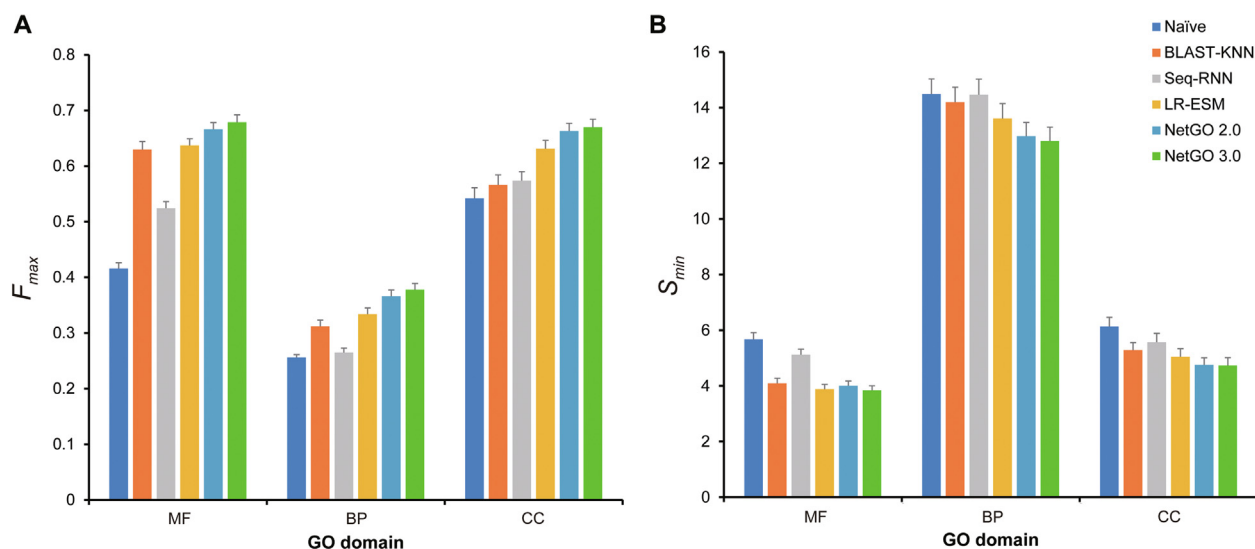 A
0.8
0.7
0.6
0.5
0.4
0.3
0.2
0.1
0
Fmax
MF
BP
CC
GO domain
B
16
14
12
10
8
6
4
2
0
Smin
MF
BP
CC
GO domain
Naïve
BLAST-KNN
Seq-RNN
LR-ESM
NetGO 2.0
NetGO 3.0